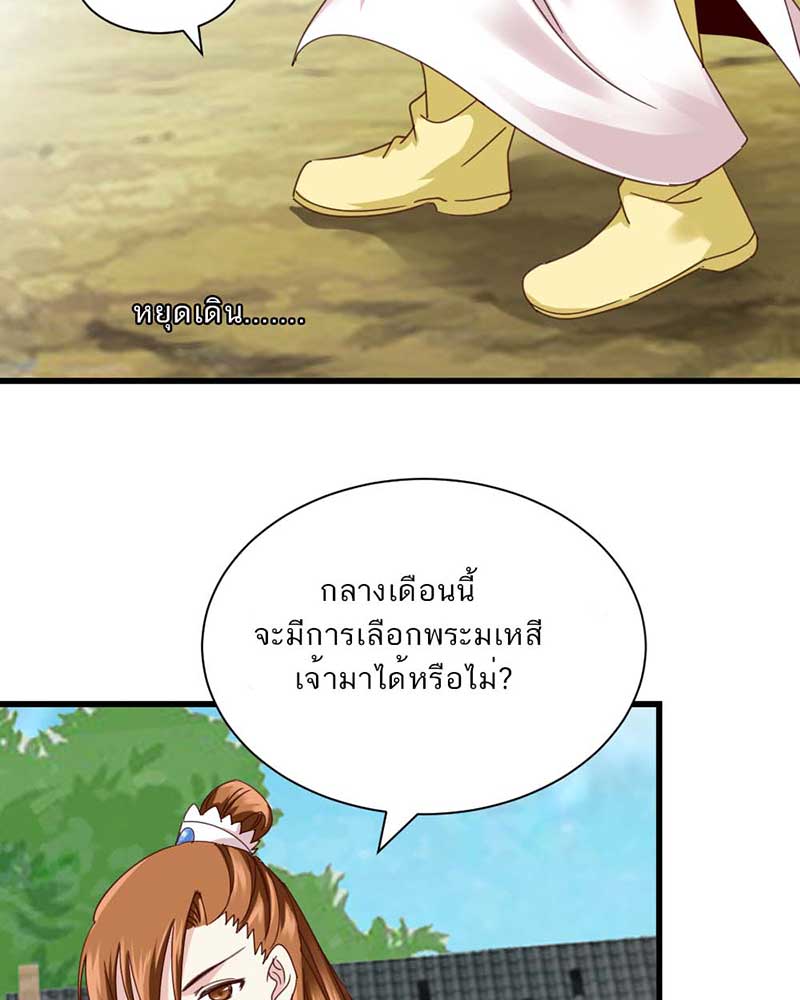 หยุดเดิน.......
กลางเดือนนี้
จะมีการเลือกพระมเหสี
เจ้ามาได้หรือไม่?